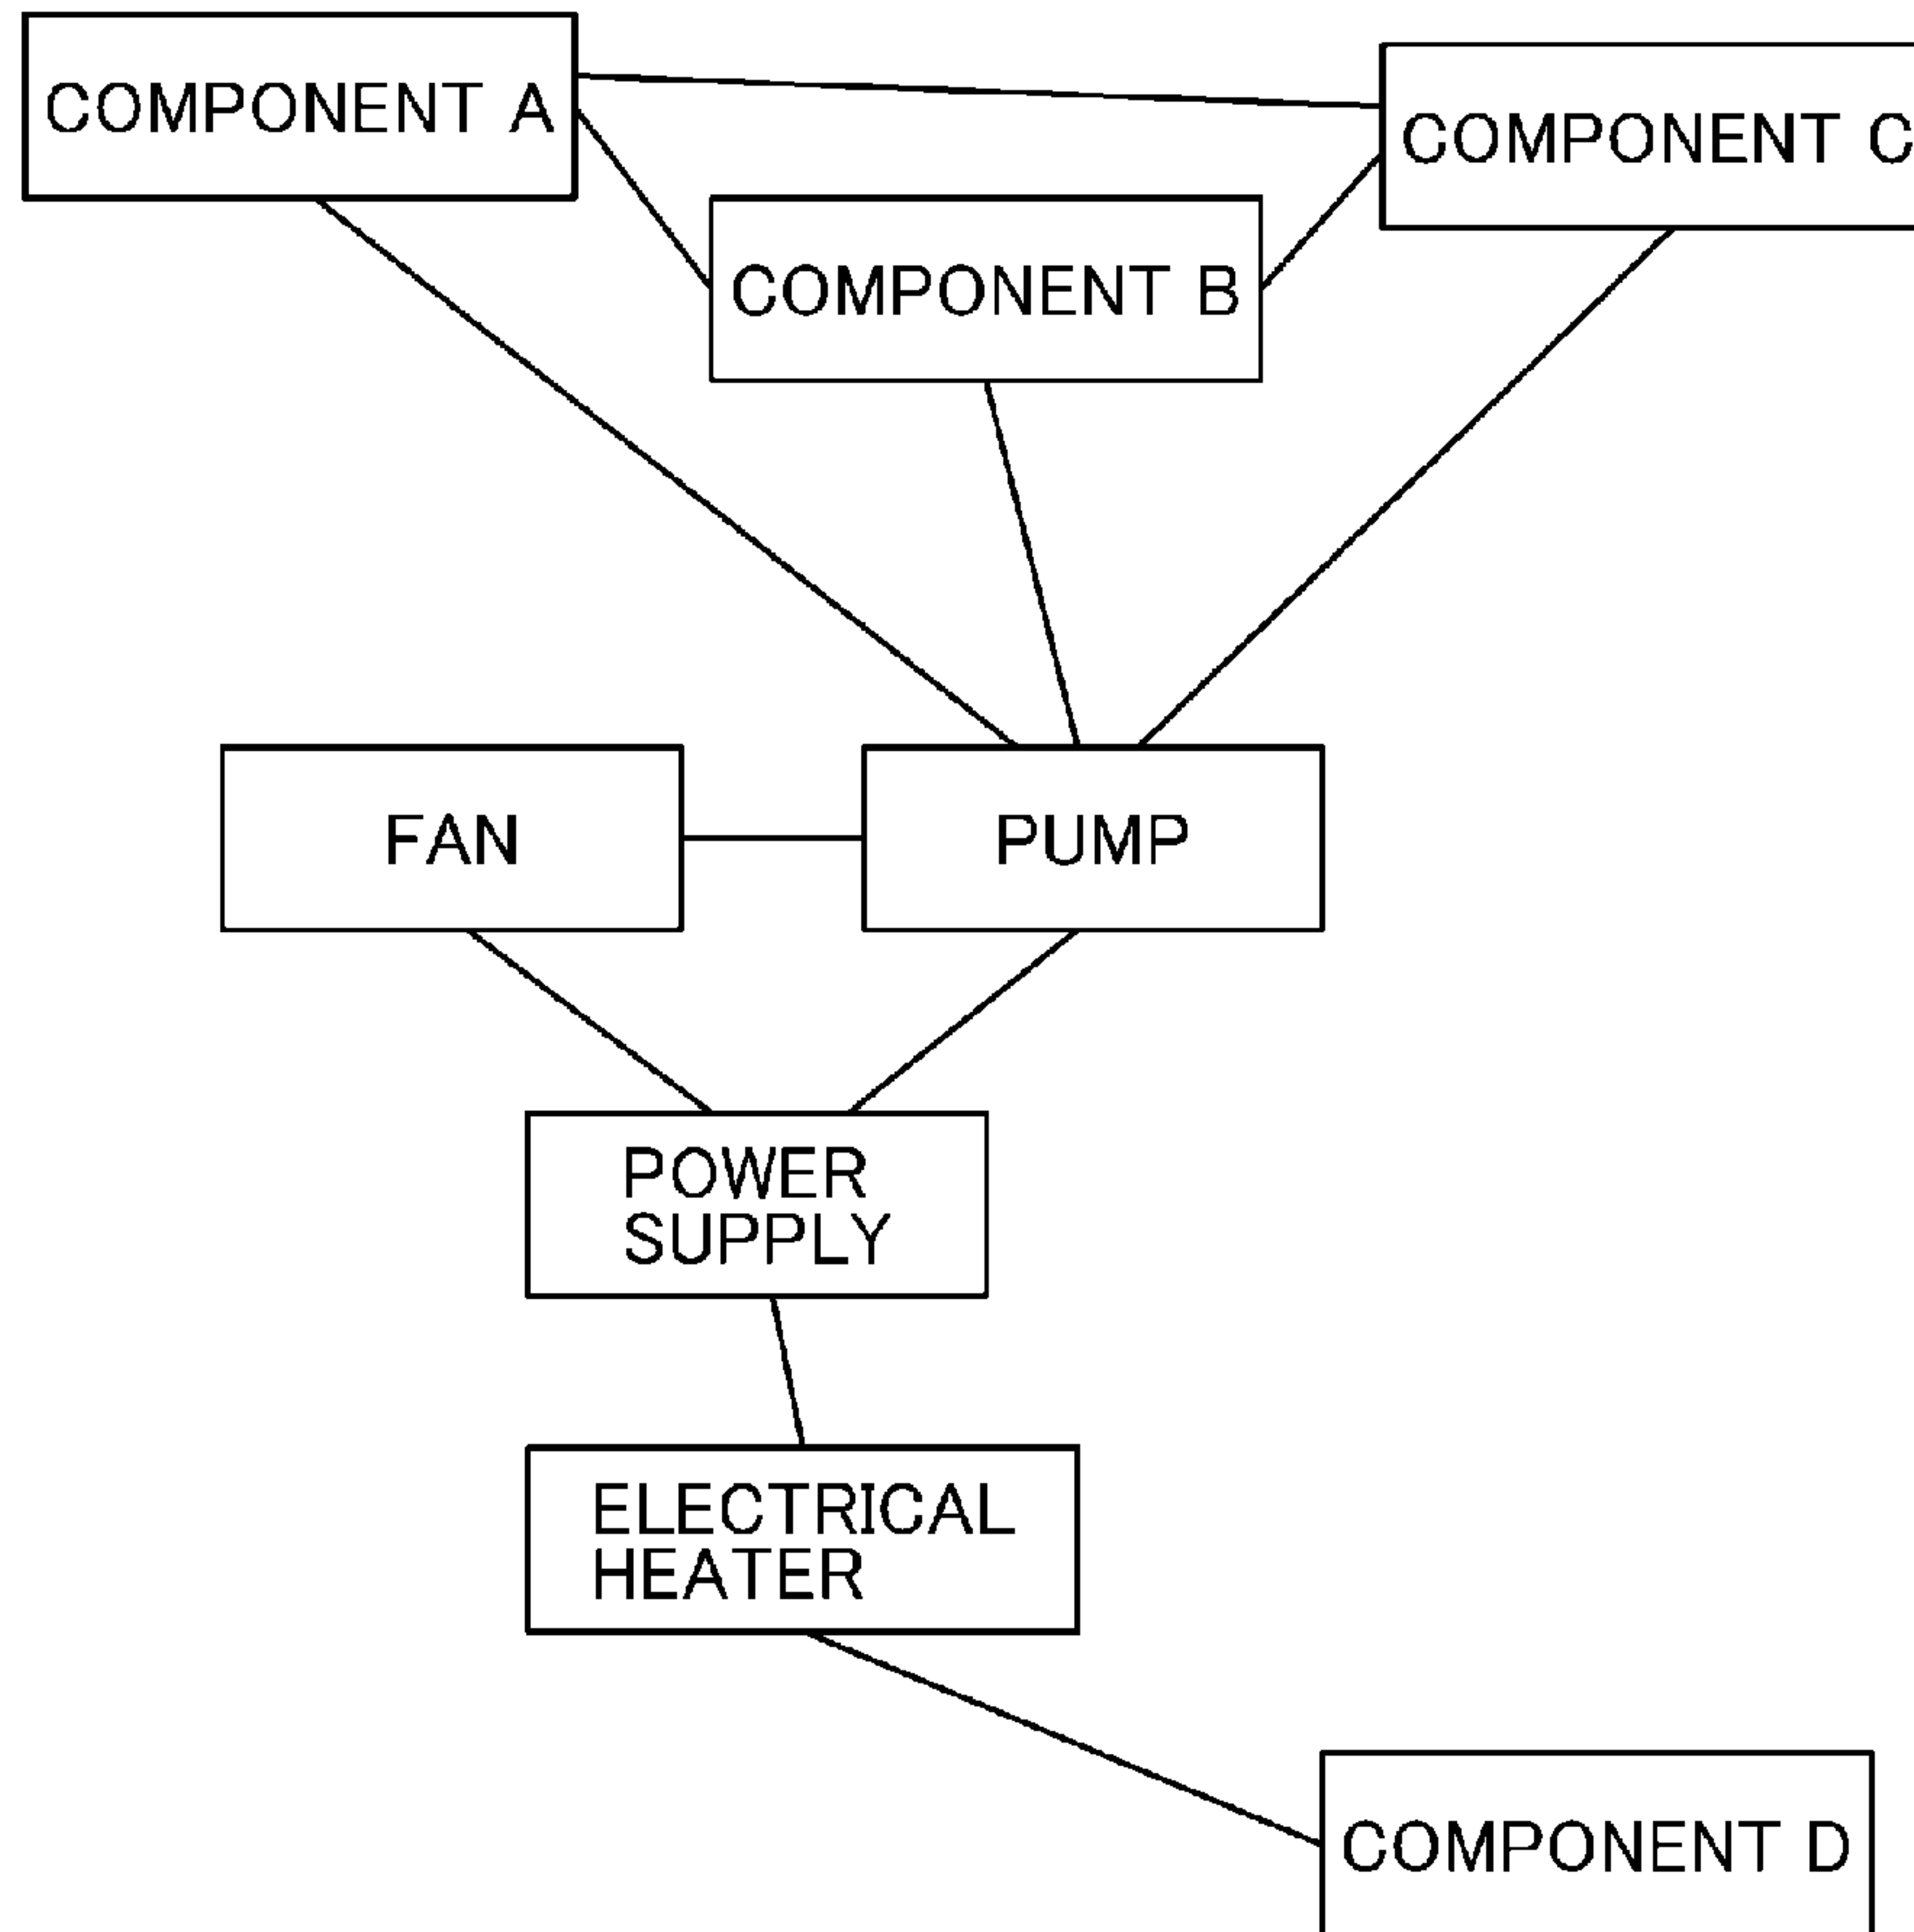 COMPONENT A
COMPONENT C
COMPONENT B
FAN
PUMP
POWER
SUPPLY
ELECTRICAL
HEATER
COMPONENT D